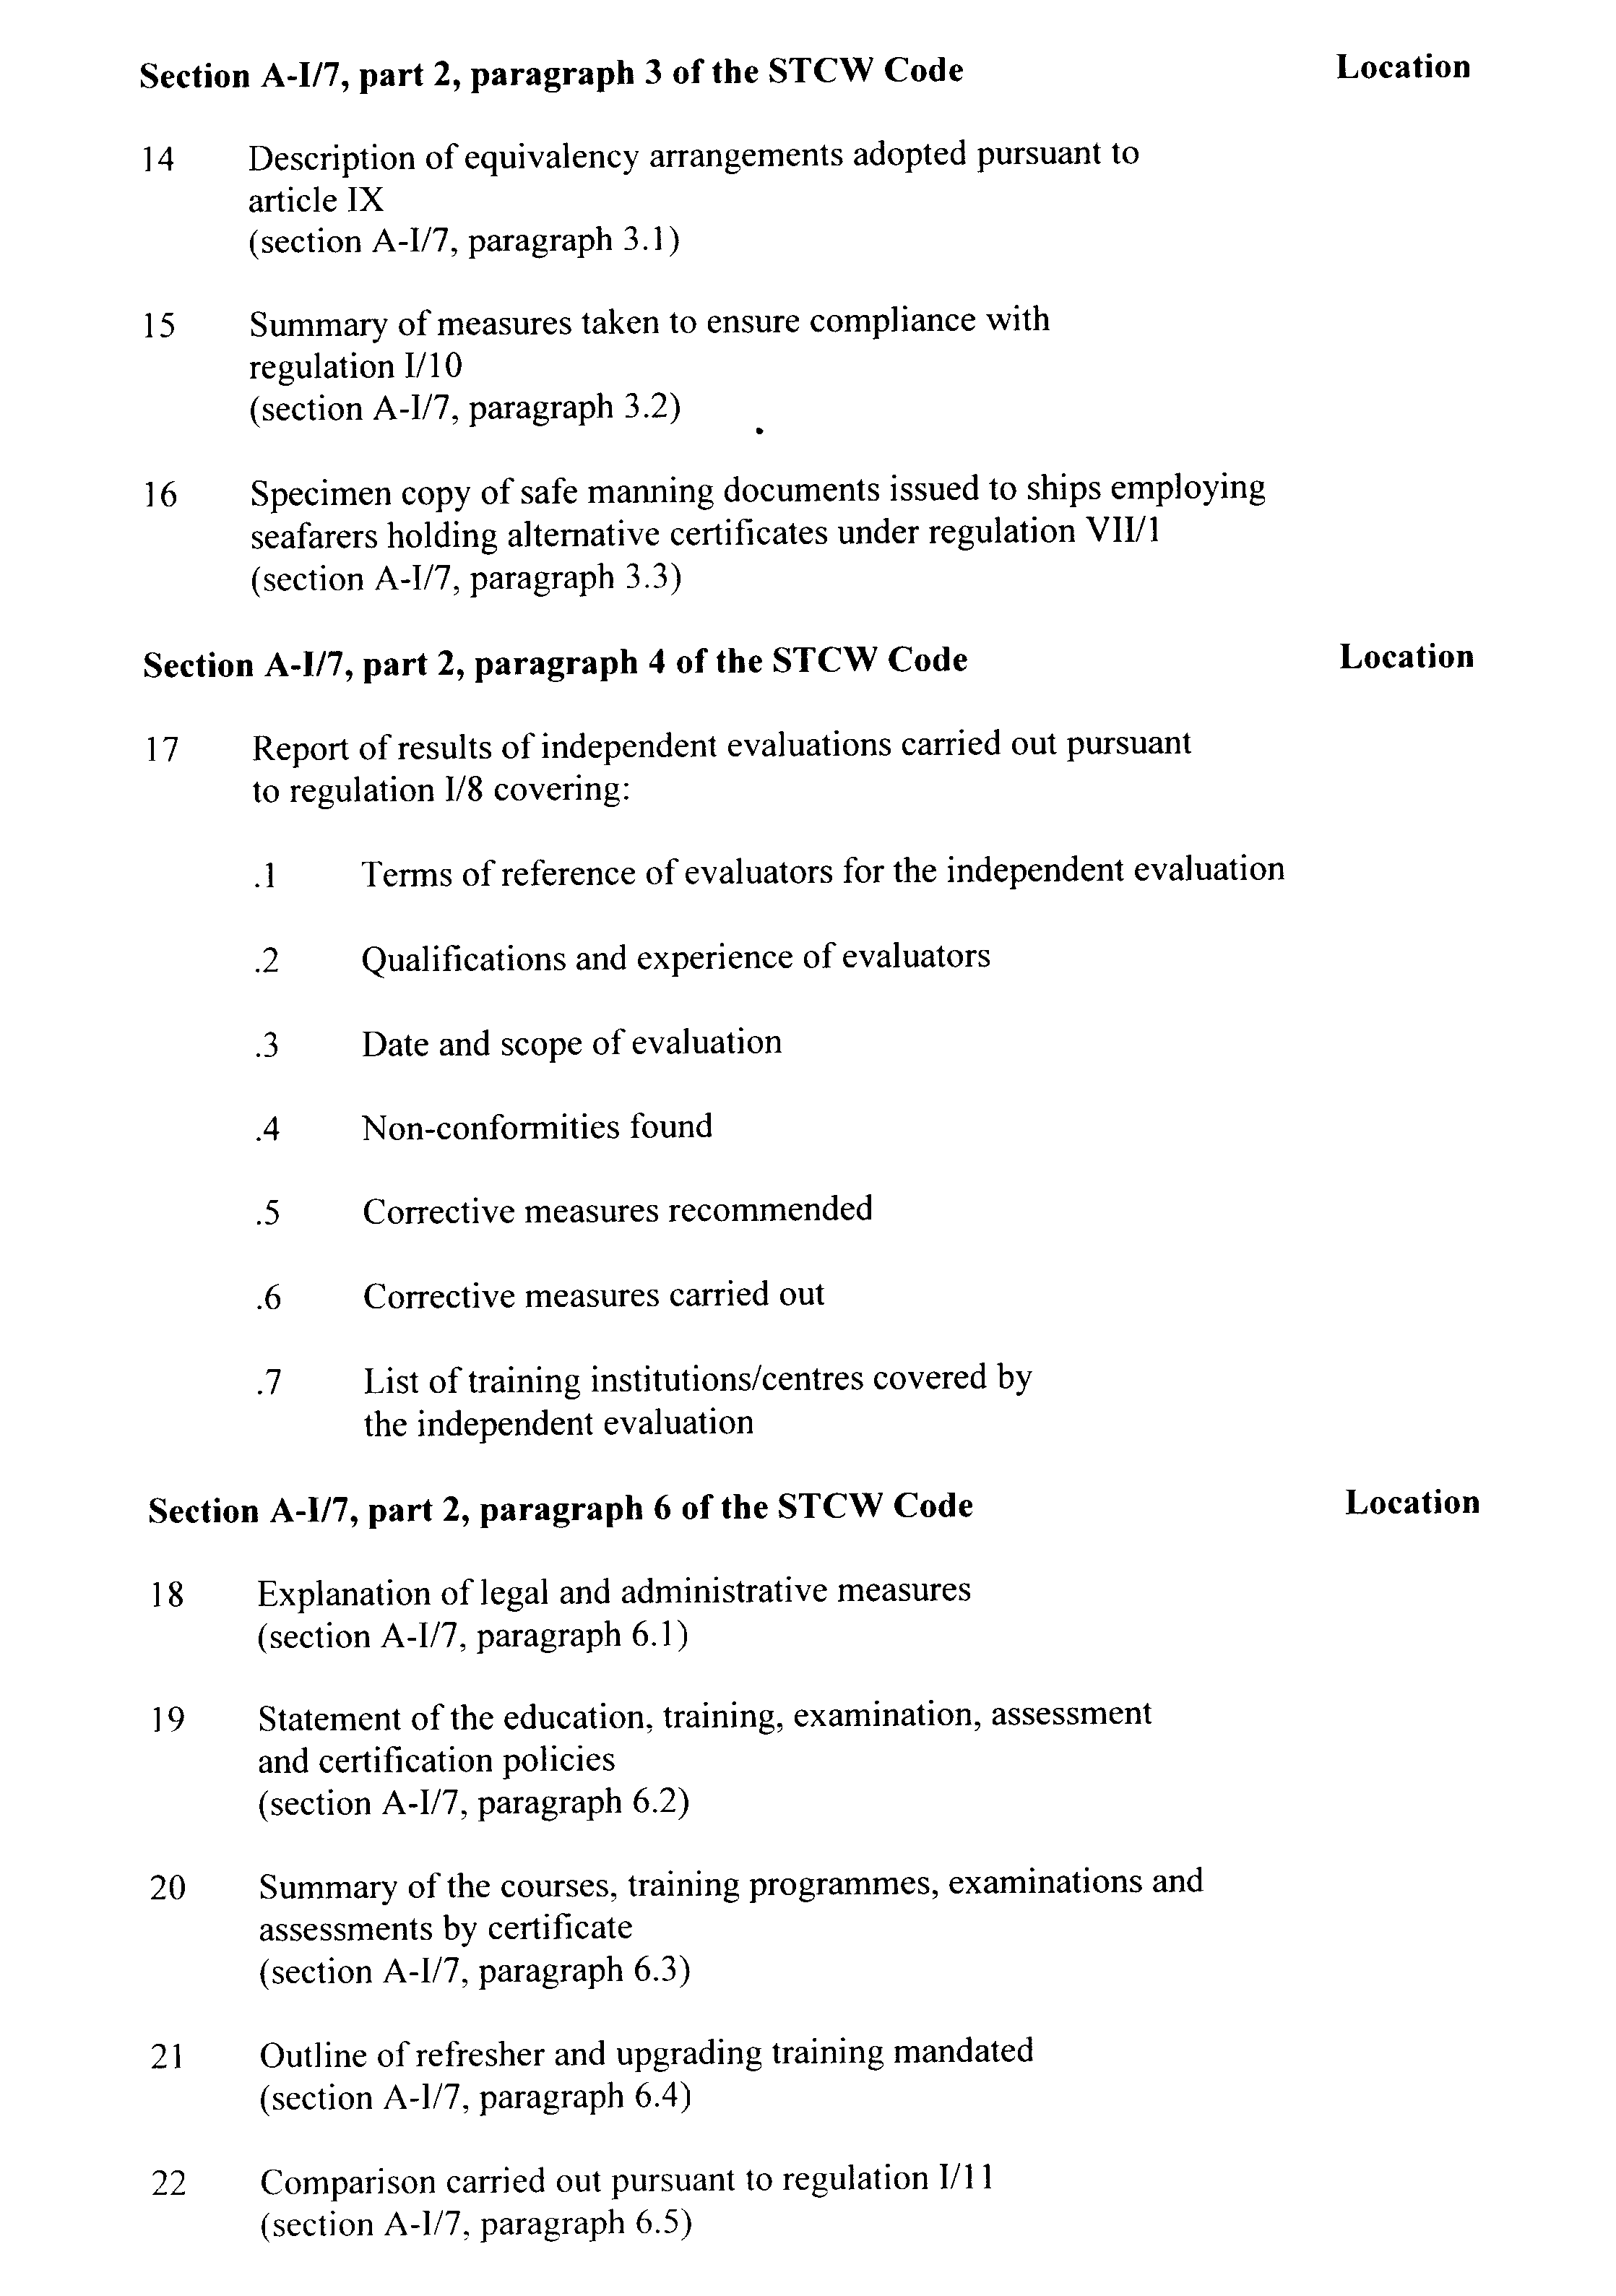 Section A-I/7, part 2, paragraph 3 of the STCW Code Location
14 Description of equivalency arrangements adopted pursuant to
article IX
(section A-I/7, paragraph 3.1)
15 Summary of measures taken to ensure compliance with
regulation I/10
(section A-I/7, paragraph 3.2)
16 Specimen copy of safe manning documents issued to ships employing
seafarers holding alternative certificates under regulation VII/1
(section A-I/7, paragraph 3.3)
Section A-I/7, part 2, paragraph 4 of the STCW Code Location
17 Report of results of independent evaluations carried out pursuant
to regulation I/8 covering:
.1 Terms of reference of evaluators for the independent evaluation
.2 Qualifications and experience of evaluators
.3 Date and scope of evaluation
.4 Non-conformities found
.5 Corrective measures recommended
.6 Corrective measures carried out
.7 List of training institutions/centres covered by
the independent evaluation
Section A-I/7, part 2, paragraph 6 of the STCW Code Location
18 Explanation of legal and administrative measures
(section A-I/7, paragraph 6.1)
19 Statement of the education, training, examination, assessment
and certification policies
(section A-I/7, paragraph 6.2)
20 Summary of the courses, training programmes, examinations and
assessments by certificate
(section A-I/7, paragraph 6.3)
21 Outline of refresher and upgrading training mandated
(section A-I/7, paragraph 6.4)
22 Comparison carried out pursuant to regulation I/11
(section A-I/7, paragraph 6.5)